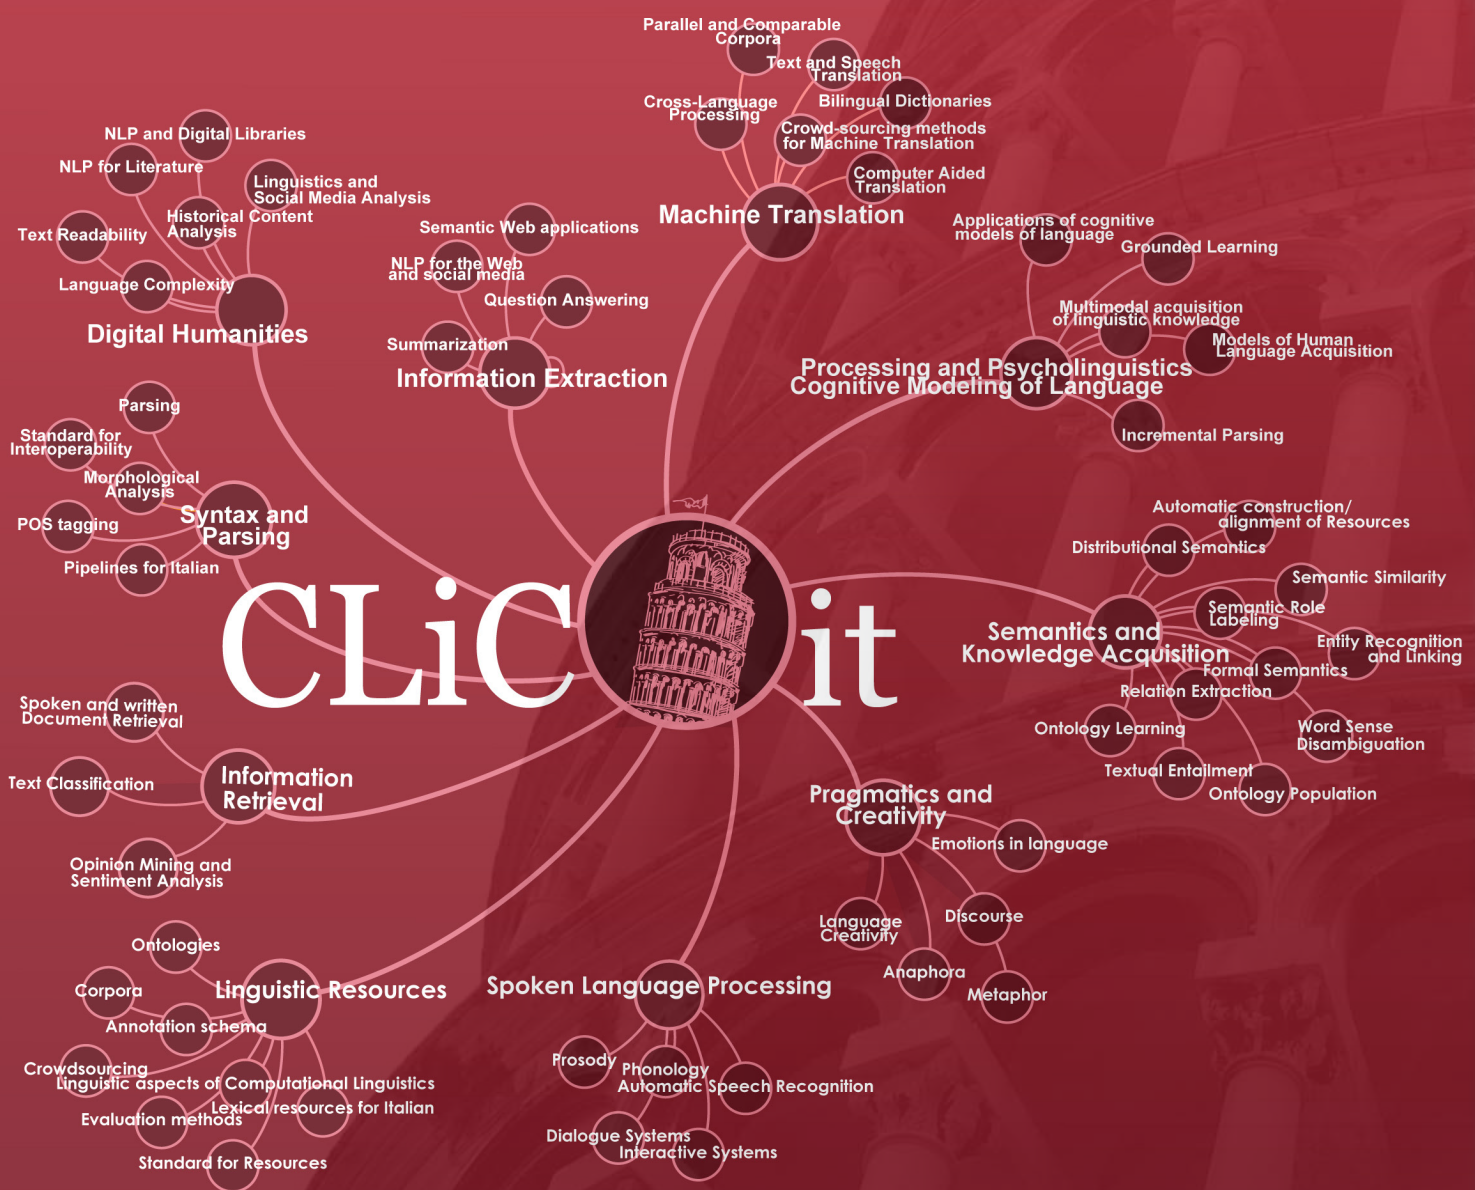 Parallel and Comparable
Corpora
Text and Speech
Translation
Cross-Language
Processing
Bilingual Dictionaries
Crowd-sourcing methods
for Machine Translation
Computer Aided
Translation
Machine Translation
NLP and Digital Libraries
NLP for Literature
Linguistics and
Social Media Analysis
Historical Content
Analysis
Text Readability
Language Complexity
Digital Humanities
Semantic Web applications
NLP for the Web
and social media
Question Answering
Summarization
Information Extraction
Applications of cognitive
models of language
Grounded Learning
Multimodal acquisition
of linguistic knowledge
Models of Human
Language Acquisition
Processing and Psycholinguistics
Cognitive Modeling of Language
Incremental Parsing
Parsing
Standard for
Interoperability
Morphological
Analysis
POS tagging
Syntax and
Parsing
Pipelines for Italian
CLiC it
Automatic construction/
alignment of Resources
Distributional Semantics
Semantic Similarity
Semantic Role
Labeling
Semantics and
Knowledge Acquisition
Entity Recognition
and Linking
Formal Semantics
Relation Extraction
Ontology Learning
Word Sense
Disambiguation
Textual Entailment
Ontology Population
Spoken and written
Document Retrieval
Text Classification
Information
Retrieval
Opinion Mining and
Sentiment Analysis
Pragmatics and
Creativity
Emotions in language
Language
Creativity
Discourse
Anaphora
Metaphor
Ontologies
Corpora
Linguistic Resources
Annotation schema
Crowdsourcing
Linguistic aspects of Computational Linguistics
Lexical resources for Italian
Evaluation methods
Standard for Resources
Spoken Language Processing
Prosody
Phonology
Automatic Speech Recognition
Dialogue Systems
Interactive Systems